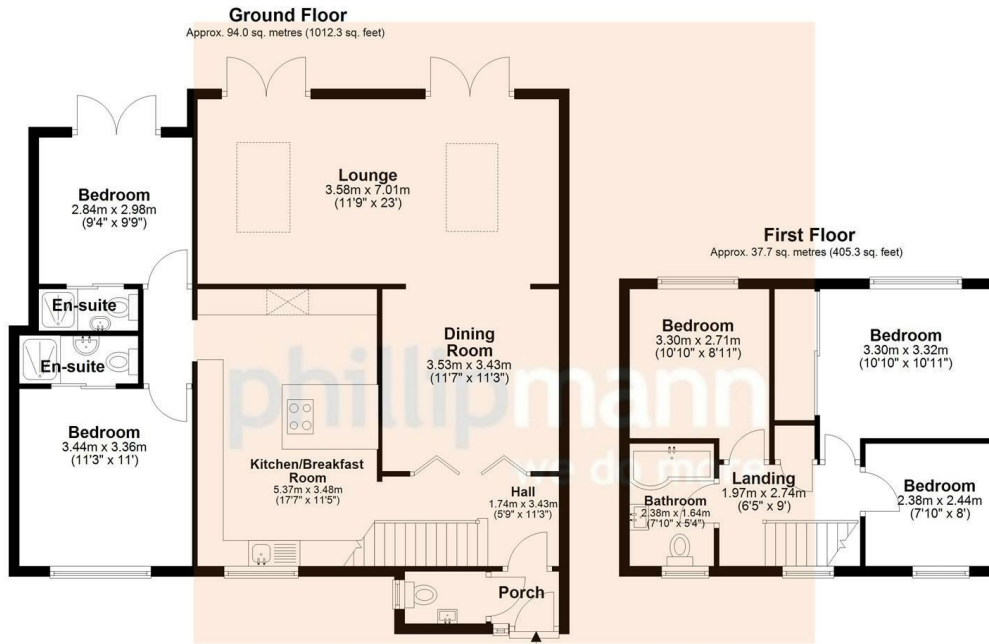 Ground Floor
Approx. 94.0 sq. metres (1012.3 sq. feet)
Lounge
3.58m x 7.01m
(11'9" x 23')
Bedroom
2.84m x 2.98m
(9'4" x 9'9")
En-suite
En-suite
Dining
Room
3.53m x 3.43m
(11'7" x 11'3")
Bedroom
3.44m x 3.36m
(11'3" x 11')
Kitchen/Breakfast
Room
5.37m x 3.48m
(17'7" x 11'5")
Hall
1.74m x 3.43m
(5'9" x 11'3")
Porch
First Floor
Approx. 37.7 sq. metres (405.3 sq. feet)
Bedroom
3.30m x 2.71m
(10'10" x 8'11")
Bedroom
3.30m x 3.32m
(10'10" x 10'11")
Bathroom
2.38m x 1.64m
(7'10" x 5'4")
Landing
1.97m x 2.74m
(6'5" x 9')
Bedroom
2.38m x 2.44m
(7'10" x 8')
phillipmann
we do more